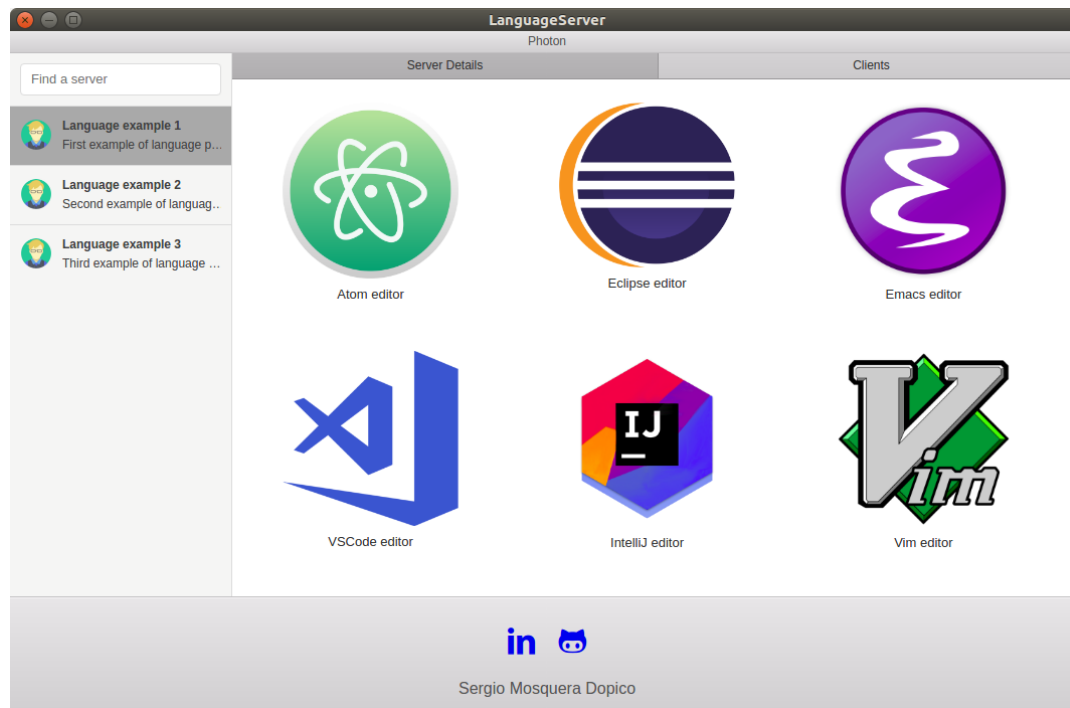 LanguageServer
Photon
Find a server
Server Details
Clients
Language example 1
First example of language p...
Language example 2
Second example of languag...
Language example 3
Third example of language ...
Atom editor
Eclipse editor
Emacs editor
IJ
Vim
VSCode editor
IntelliJ editor
Vim editor
in
Sergio Mosquera Dopico